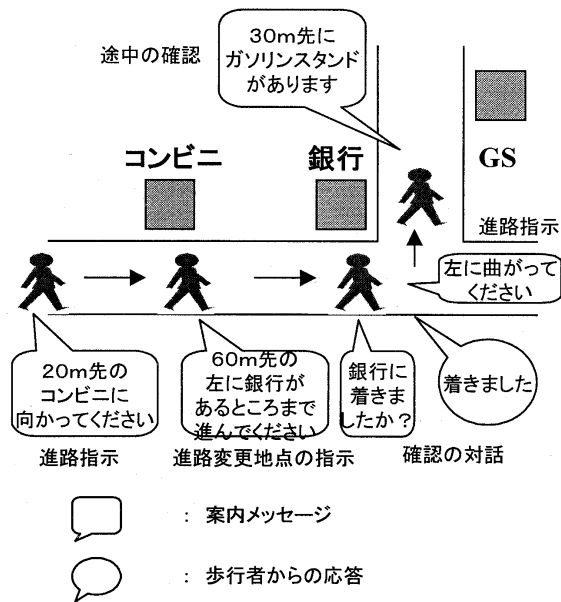 途中の確認
30m先に
ガソリンスタンド
があります
コンビニ
銀行
GS
進路指示
左に曲がって
ください
20m先の
コンビニに
向かってください
60m先の
左に銀行が
あるところまで
進んでください
銀行に
着きま
したか？
着きました
進路指示
進路変更地点の指示
確認の対話
： 案内メッセージ
： 歩行者からの応答